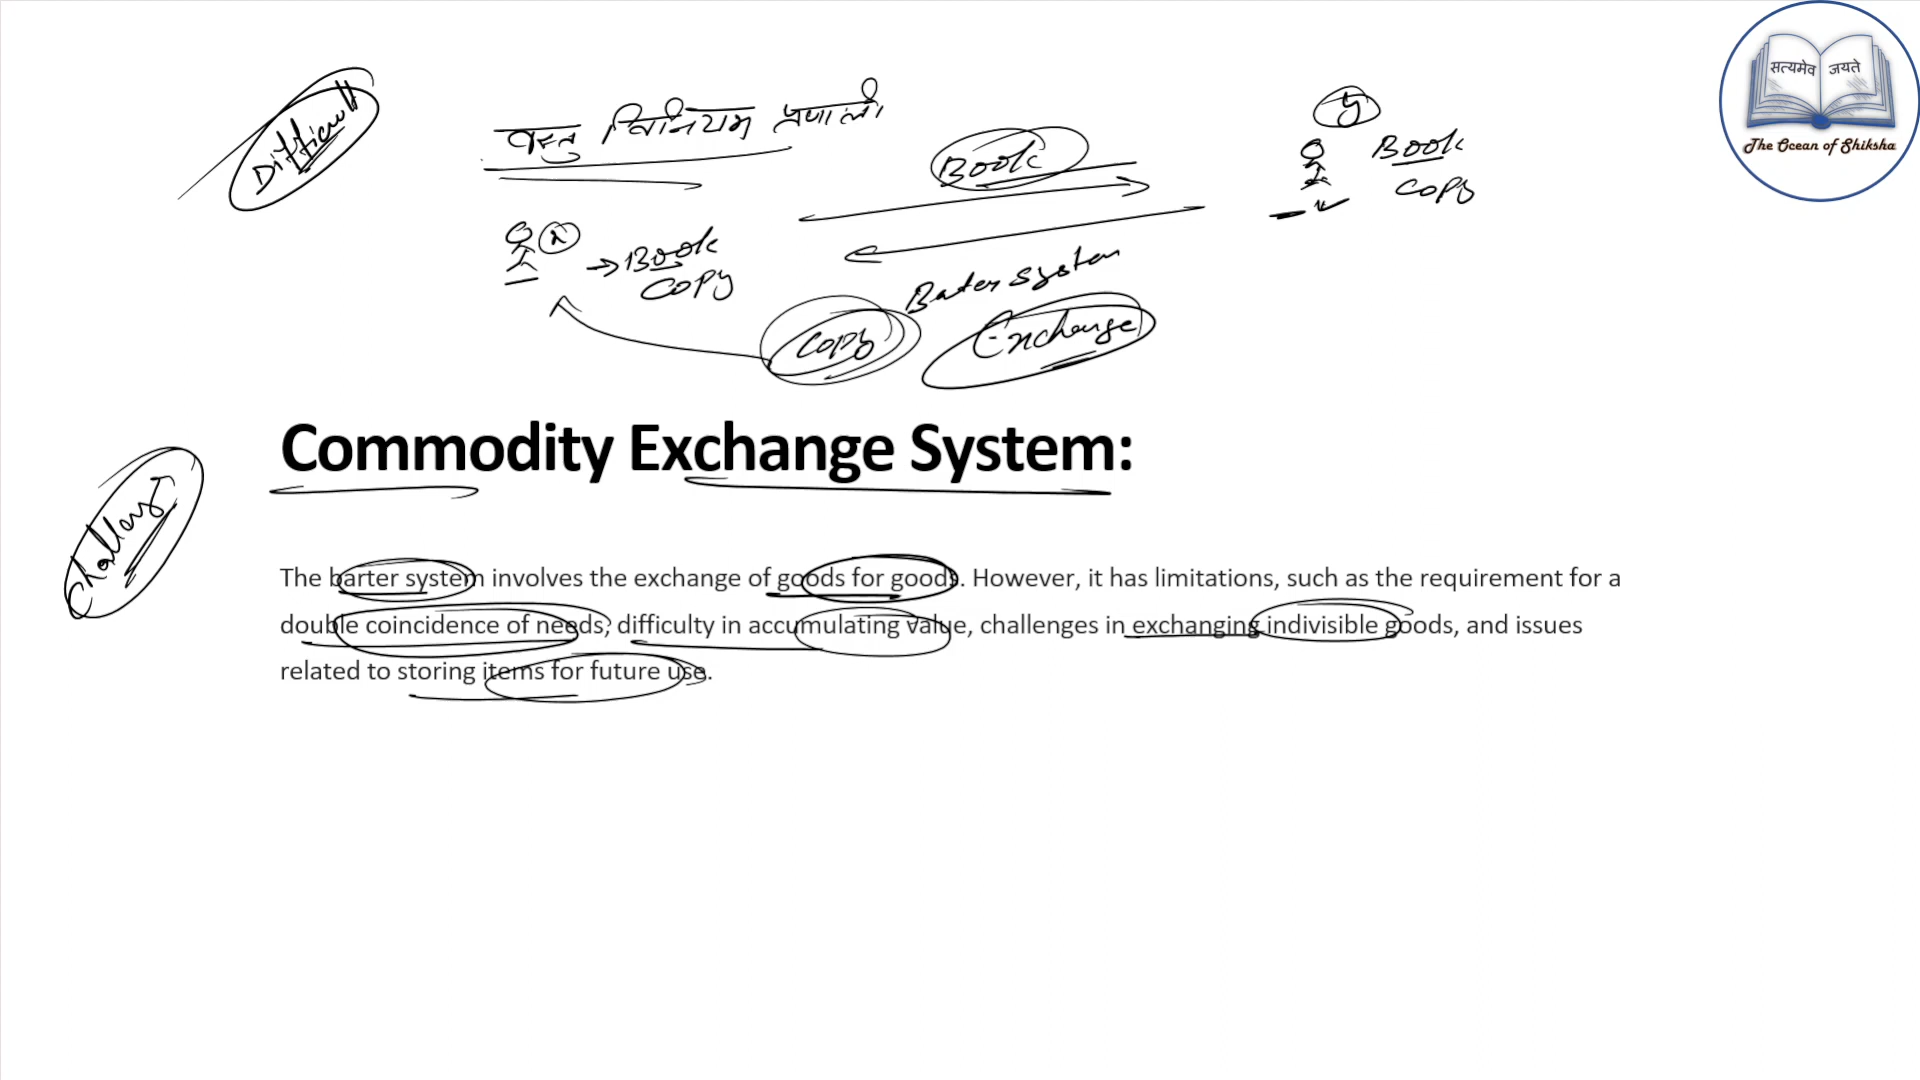 Difficult
वस्तु विनियम प्रणाली
Book
y
Book
Copy
x
Book
Copy
Bater system
Copy
Exchange
सत्यमेव जयते
The Ocean of Shiksha
Commodity Exchange System:
The barter system involves the exchange of goods for goods. However, it has limitations, such as the requirement for a
double coincidence of needs, difficulty in accumulating value, challenges in exchanging indivisible goods, and issues
related to storing items for future use.